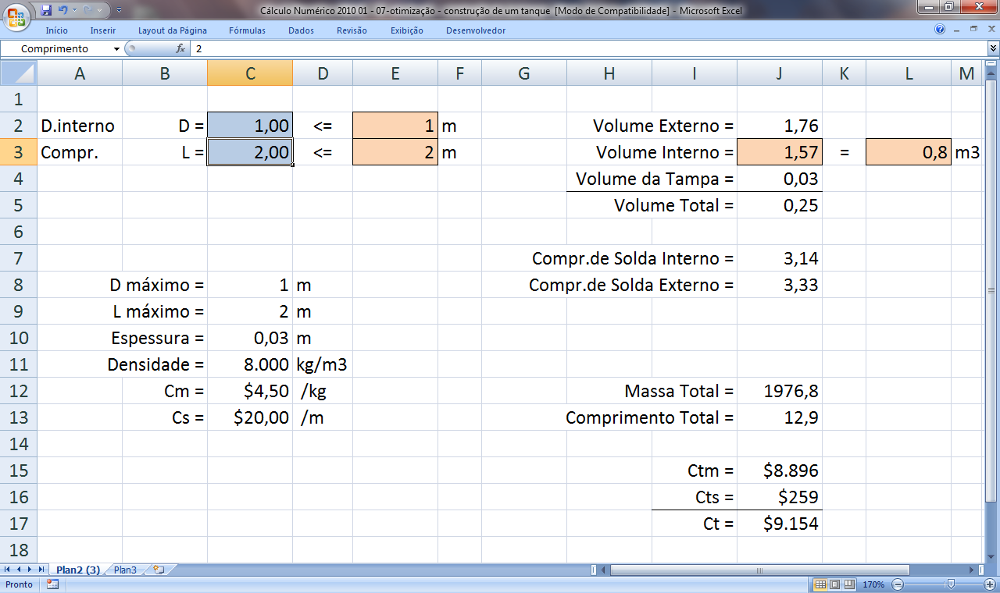 Cálculo Numérico 2010.01 - 07-otimização - construção de um tanque [Modo de Compatibilidade] - Microsoft Excel
Início Inserir Layout da Página Fórmulas Dados Revisão Exibição Desenvolvedor
Comprimento fx 2
A B C D E F G H I J K L M
1
2 D.interno D = 1,00 <= 1 m Volume Externo = 1,76
3 Compr. L = 2,00 <= 2 m Volume Interno = 1,57 = 0,8 m3
4 Volume da Tampa = 0,03
5 Volume Total = 0,25
6
7 Compr.de Solda Interno = 3,14
8 D máximo = 1 m Compr.de Solda Externo = 3,33
9 L máximo = 2 m
10 Espessura = 0,03 m
11 Densidade = 8.000 kg/m3
12 Cm = $4,50 /kg Massa Total = 1976,8
13 Cs = $20,00 /m Comprimento Total = 12,9
14
15 Ctm = $8.896
16 Cts = $259
17 Ct = $9.154
18
Plan2 (3) Plan3
Pronto 170%